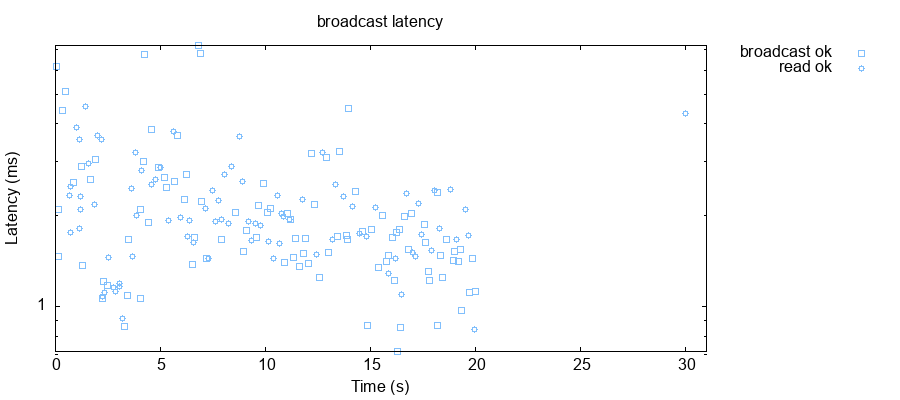 broadcast latency
broadcast ok
read ok
Latency (ms)
1
0 5 10 15 20 25 30
Time (s)